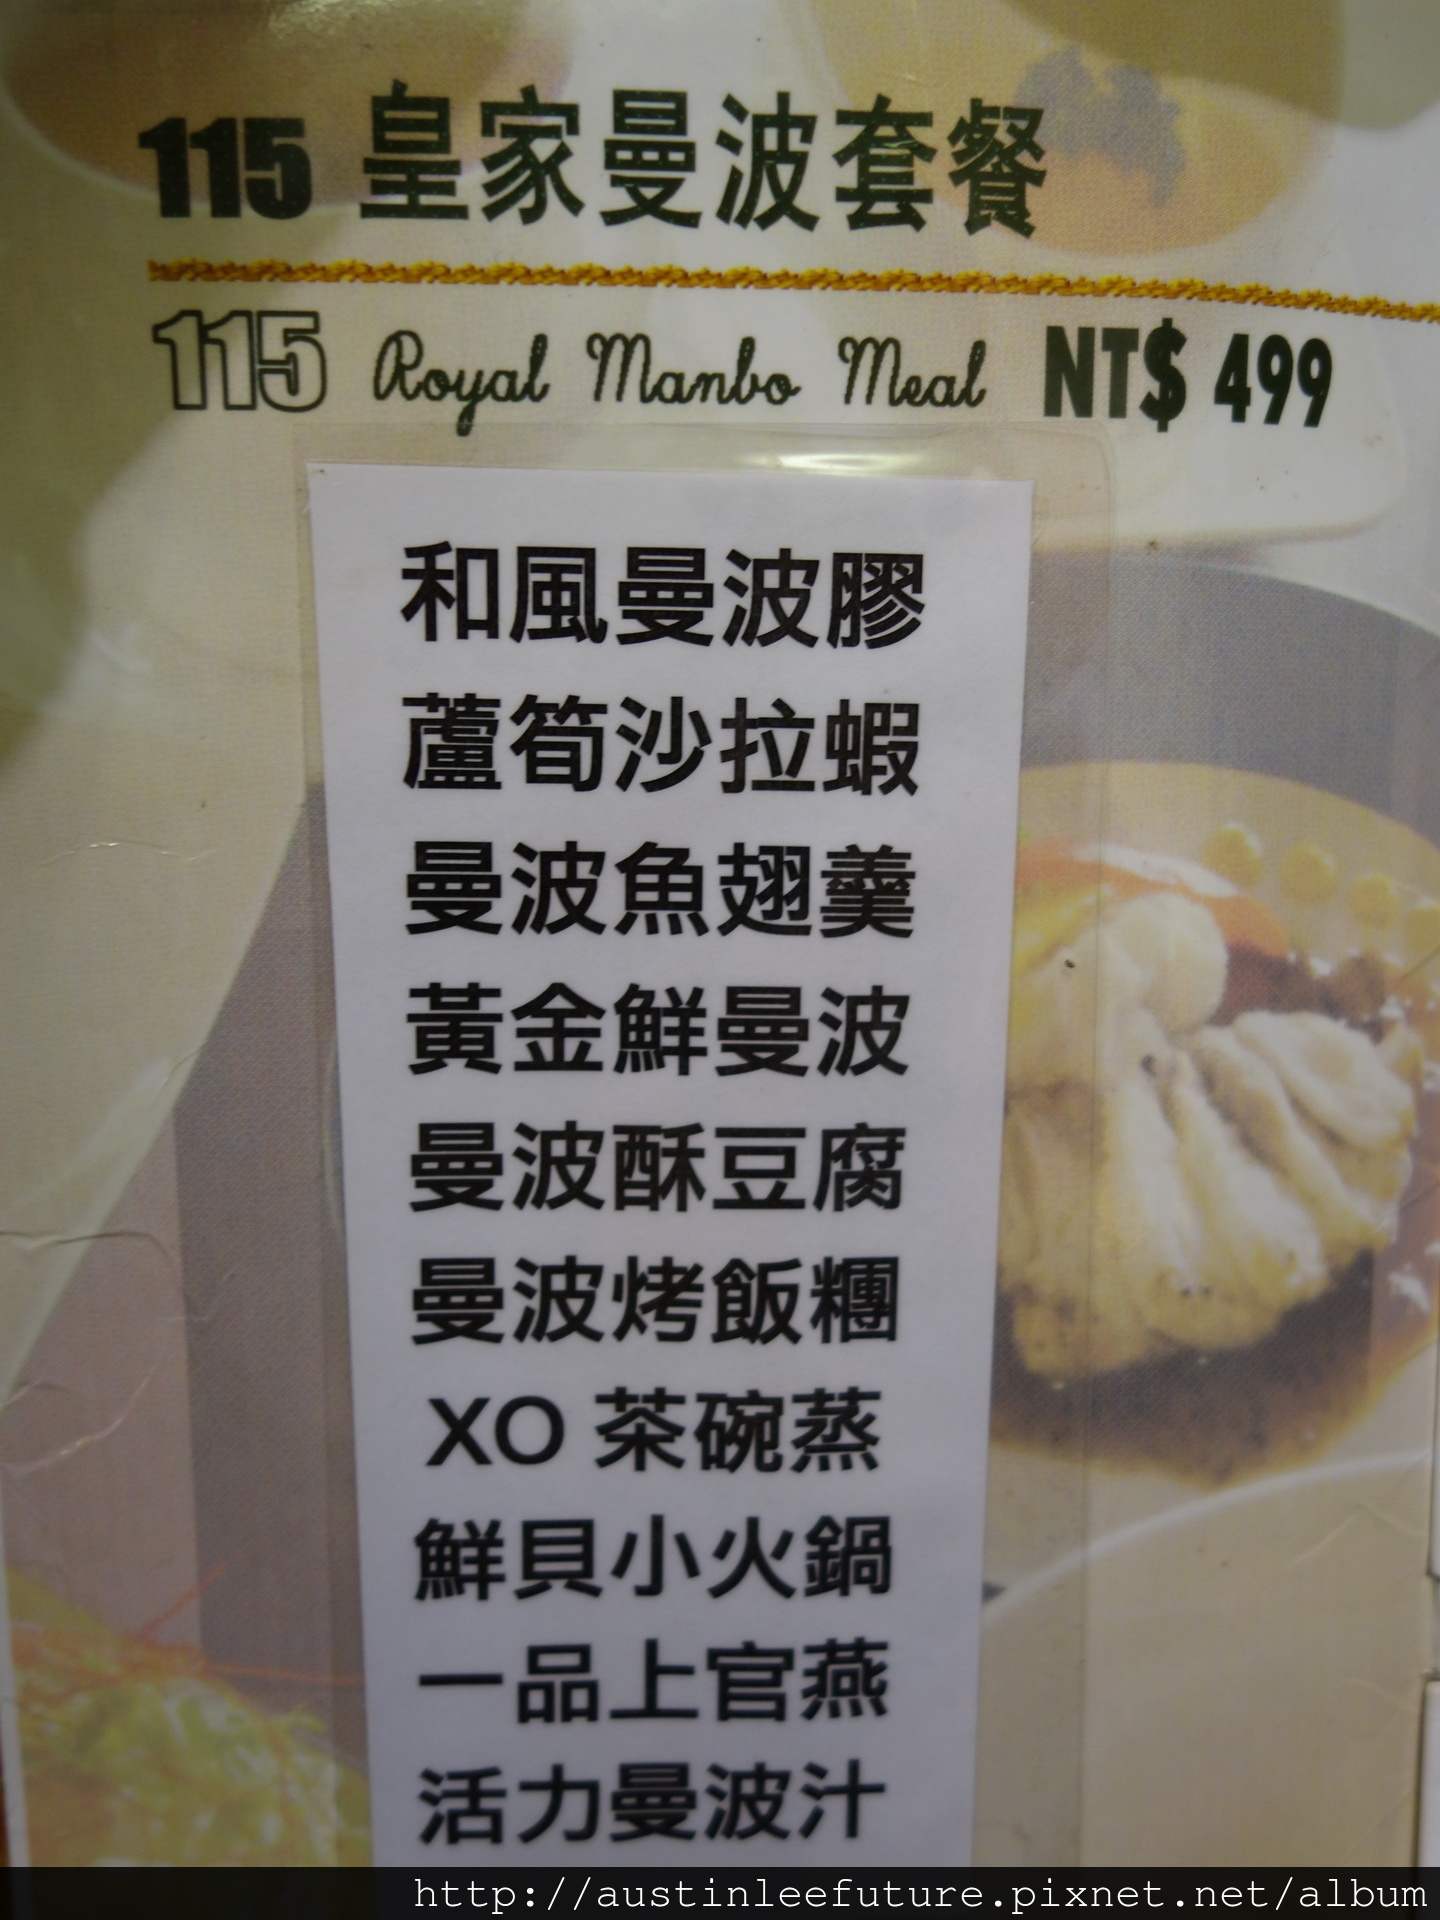 115 皇家曼波套餐
115 Royal Manbo Meal NT$ 499
和風曼波膠
蘆筍沙拉蝦
曼波魚翅羹
黃金鮮曼波
曼波酥豆腐
曼波烤飯糰
XO 茶碗蒸
鮮貝小火鍋
一品上官燕
活力曼波汁
http://austinleefuture.pixnet.net/album